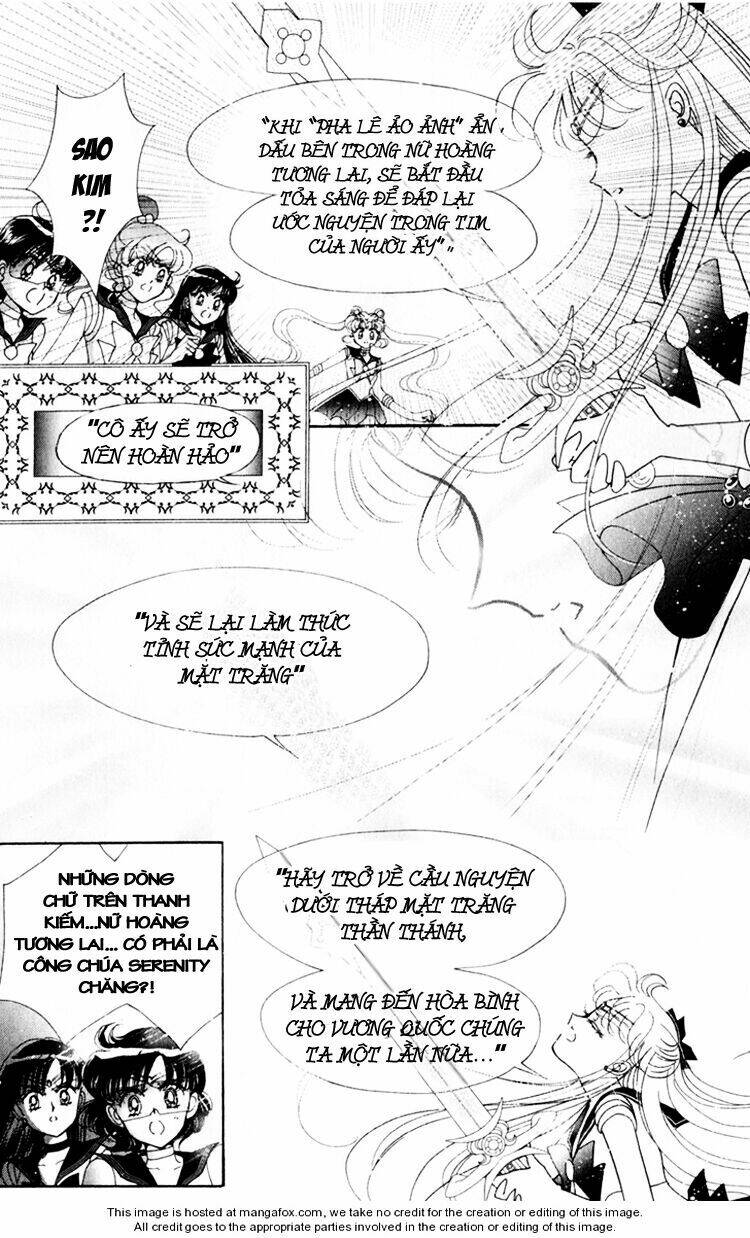 "KHI "PHA LÊ ẢO ẢNH" ẨN
DẤU BÊN TRONG NỮ HOÀNG
TƯƠNG LAI, SẼ BẮT ĐẦU
TỎA SÁNG ĐỂ ĐÁP LẠI
ƯỚC NGUYỆN TRONG TIM
CỦA NGƯỜI ẤY".
SAO
KIM
?!
"CÔ ẤY SẼ TRỞ
NÊN HOÀN HẢO"
"VÀ SẼ LẠI LÀM THỨC
TỈNH SỨC MẠNH CỦA
MẶT TRĂNG"
NHỮNG DÒNG
CHỮ TRÊN THANH
KIẾM...NỮ HOÀNG
TƯƠNG LAI... CÓ PHẢI LÀ
CÔNG CHÚA SERENITY
CHĂNG?!
"HÃY TRỞ VỀ CẦU NGUYỆN
DƯỚI THÁP MẶT TRĂNG
THẦN THÁNH,
VÀ MANG ĐẾN HÒA BÌNH
CHO VƯƠNG QUỐC CHÚNG
TA MỘT LẦN NỮA..."
This image is hosted at mangafox.com, we take no credit for the creation or editing of this image.
All credit goes to the appropriate parties involved in the creation or editing of this image.